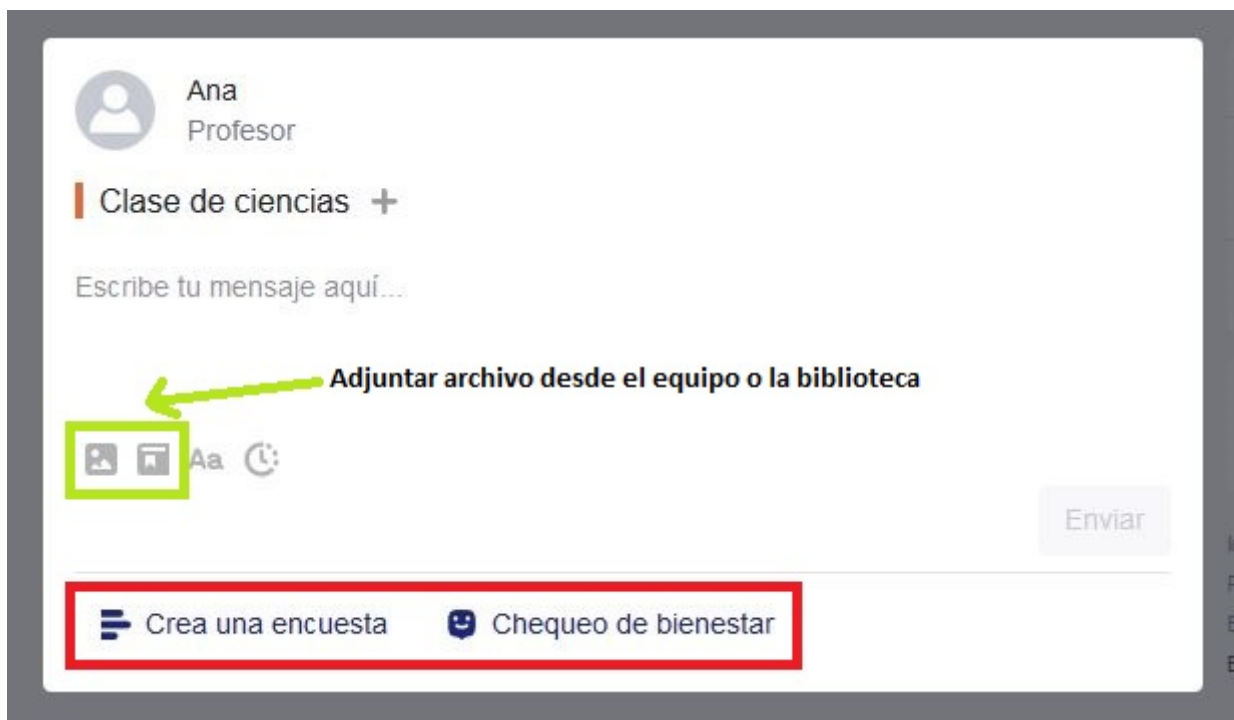 Ana
Profesor
Clase de ciencias +
Escribe tu mensaje aquí...
Adjuntar archivo desde el equipo o la biblioteca
Aa
Enviar
Crea una encuesta
Chequeo de bienestar